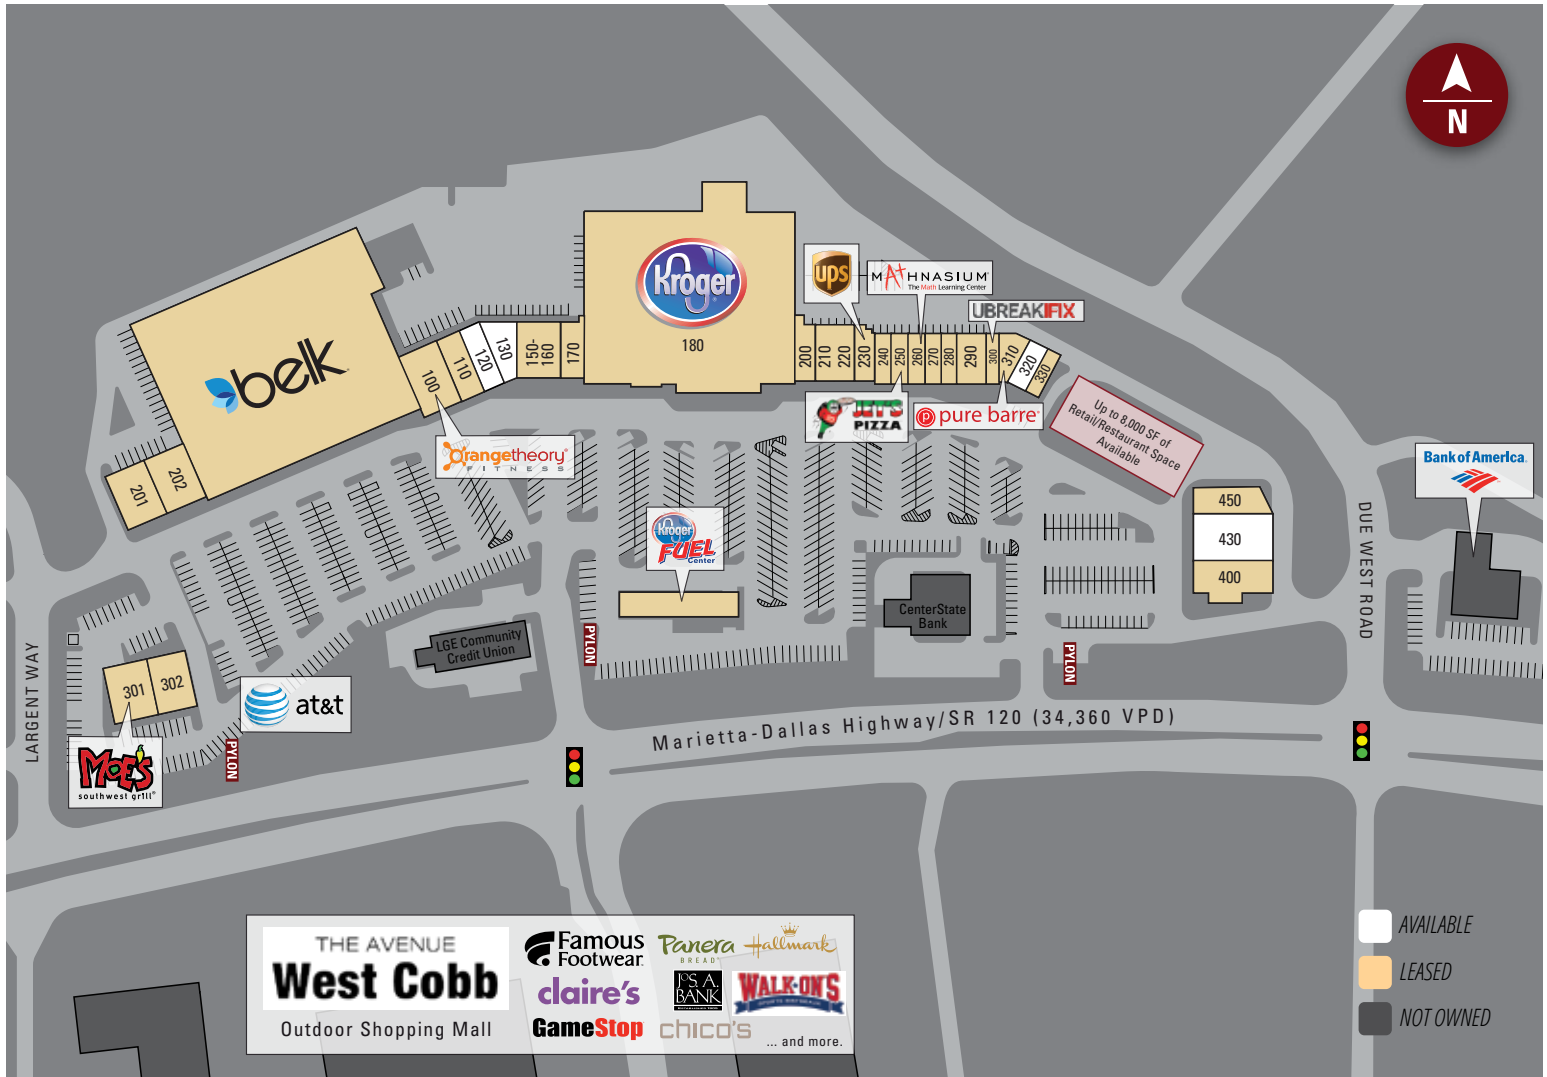 N
belk
Kroger
180
ups
MATHNASIUM
The Math Learning Center
UBREAKIFIX
100
110
120
130
150-
160
170
200
210
220
230
240
250
260
270
280
290
300
310
320
330
JET'S
PIZZA
p pure barre
orangetheory
FITNESS
201
202
Up to 8,000 SF of
Retail/Restaurant Space
Available
Bank of America
450
430
400
Kroger
FUEL
Center
CenterState
Bank
LGE Community
Credit Union
PYLON
PYLON
PYLON
DUE WEST ROAD
LARGENT WAY
301
302
at&t
MOE'S
southwest grill
Marietta-Dallas Highway/SR 120 (34,360 VPD)
THE AVENUE
West Cobb
Outdoor Shopping Mall
Famous
Footwear
Panera
BREAD
Hallmark
claire's
JOS. A.
BANK
WALK-ON'S
GameStop
chico's
... and more.
AVAILABLE
LEASED
NOT OWNED